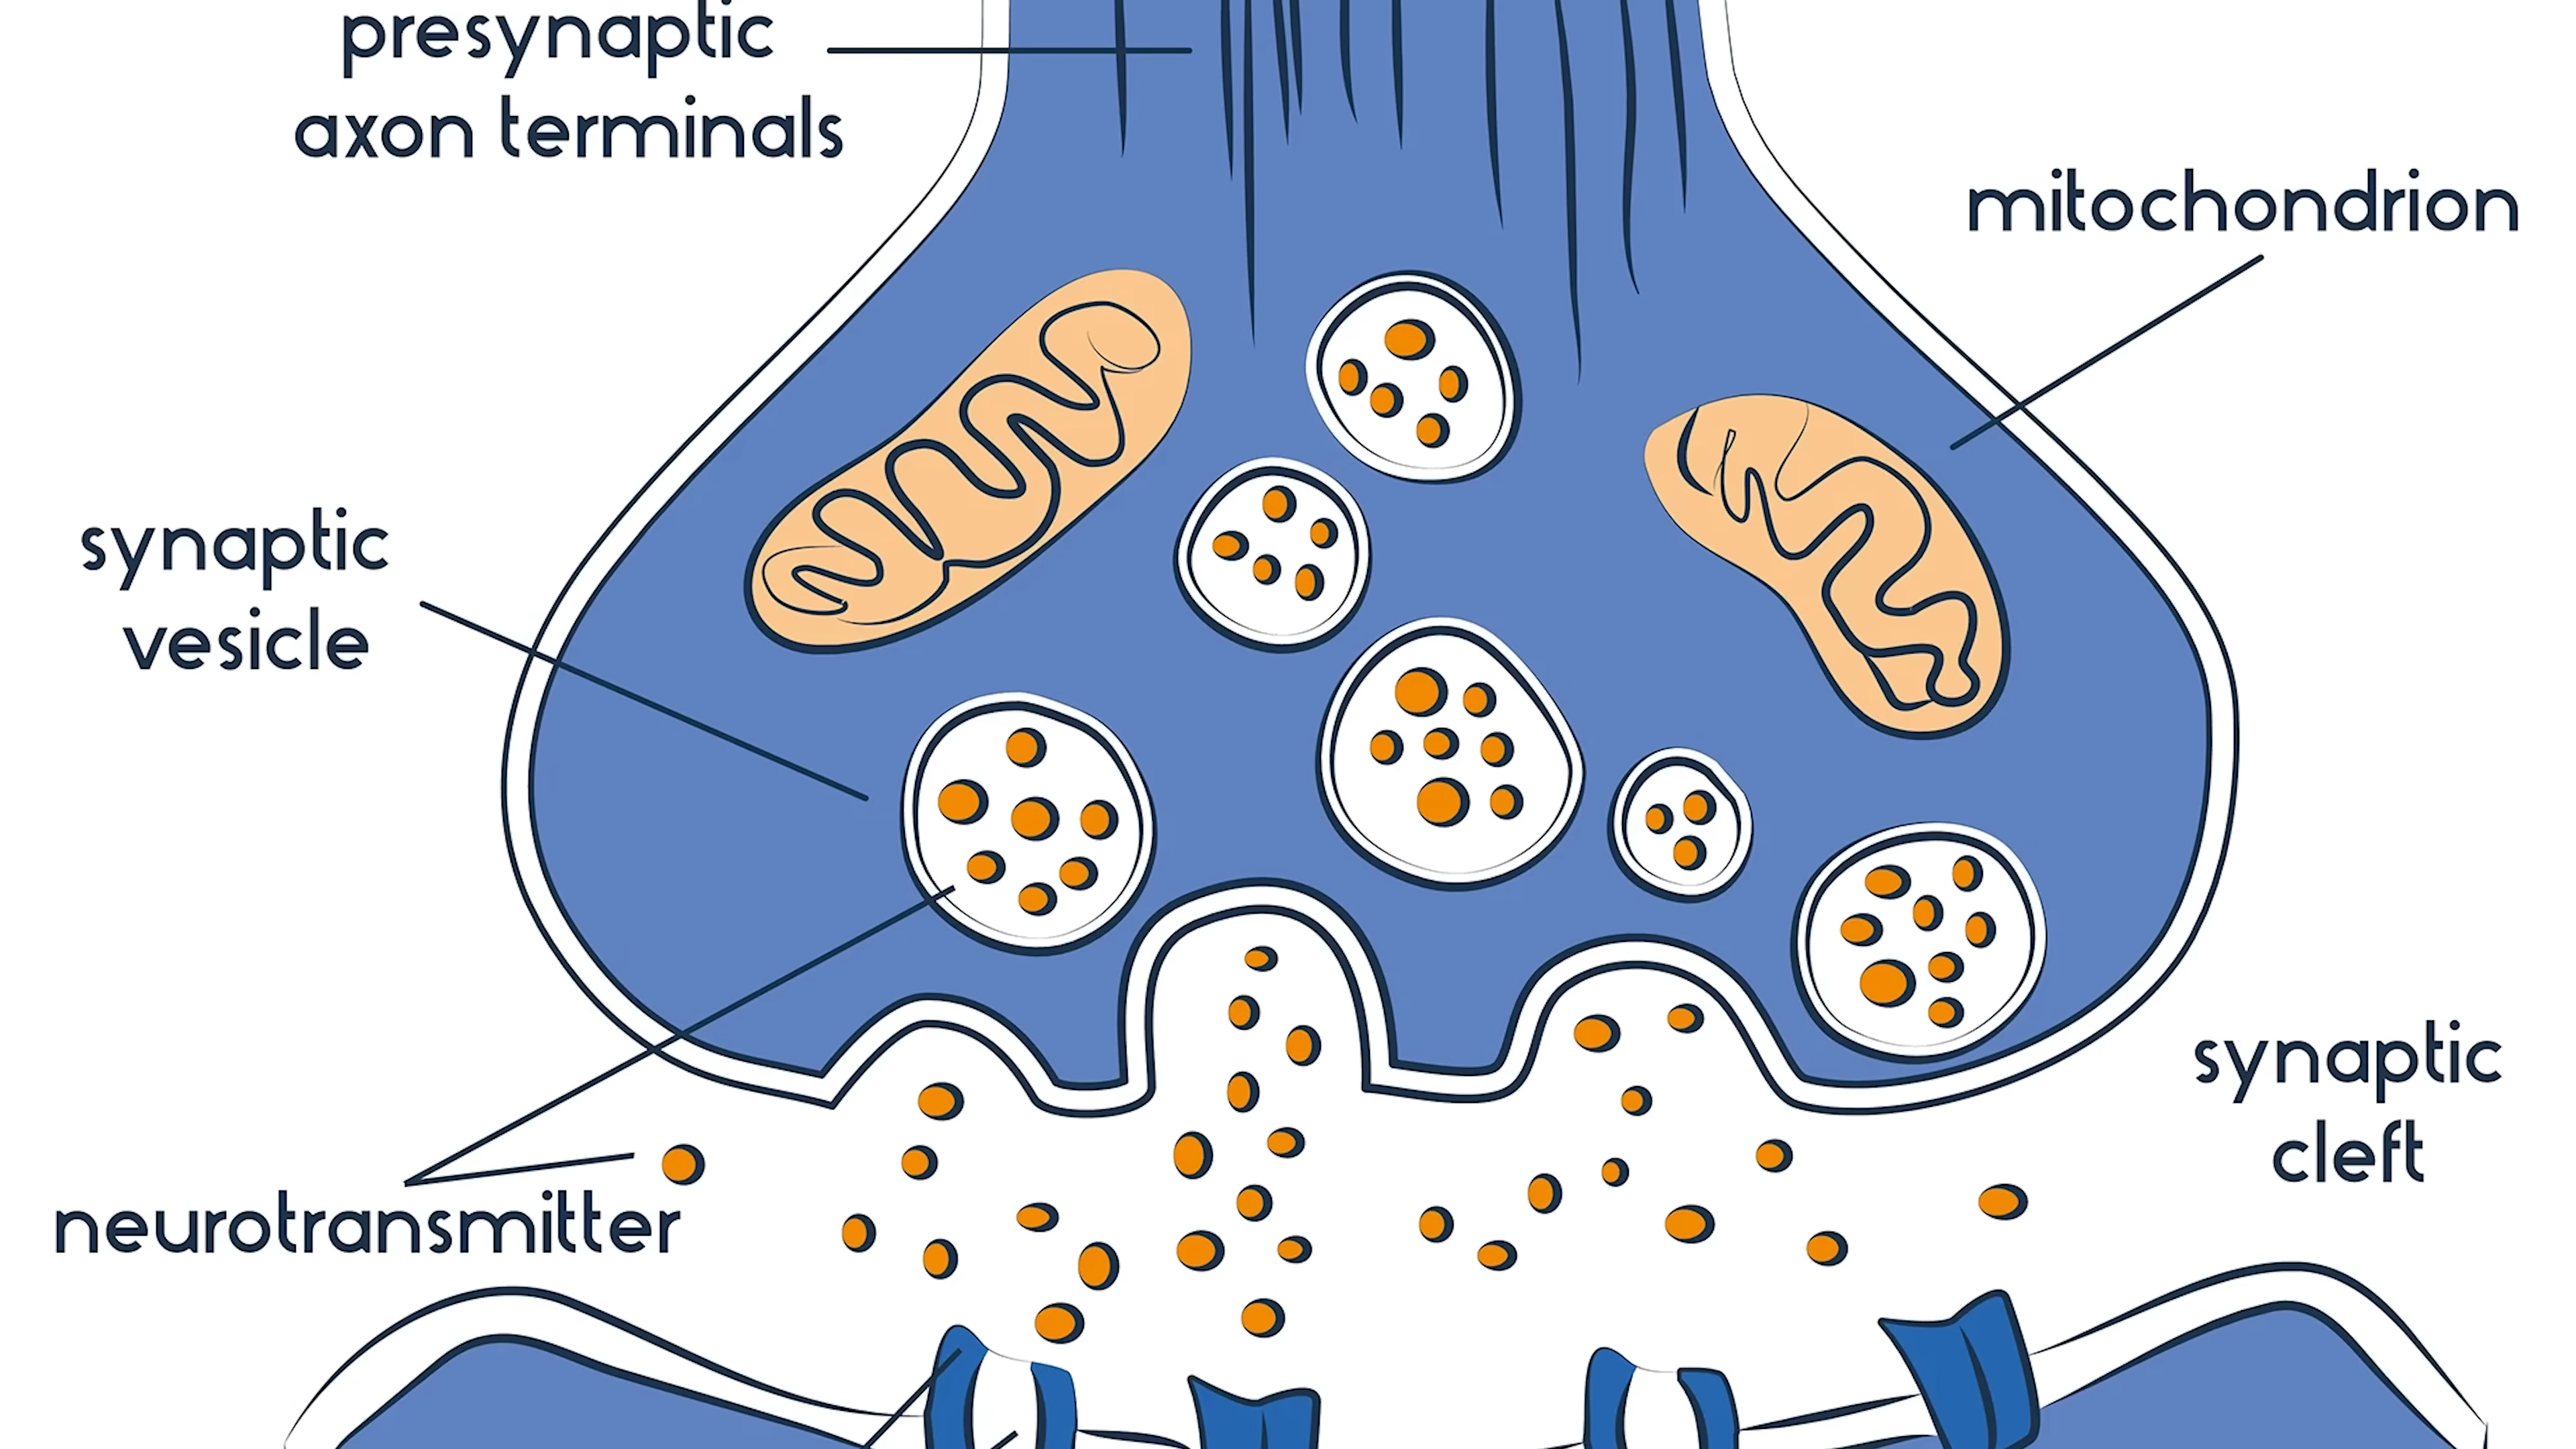 presynaptic
axon terminals
mitochondrion
synaptic
vesicle
synaptic
cleft
neurotransmitter